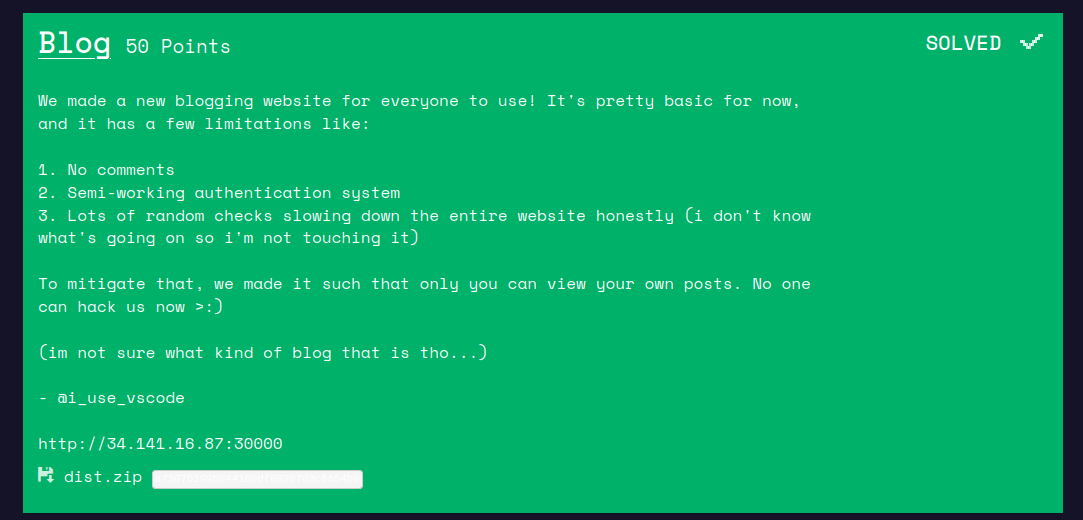 Blog 50 Points SOLVED
We made a new blogging website for everyone to use! It's pretty basic for now,
and it has a few limitations like:
1. No comments
2. Semi-working authentication system
3. Lots of random checks slowing down the entire website honestly (i don't know
what's going on so i'm not touching it)
To mitigate that, we made it such that only you can view your own posts. No one
can hack us now >:)
(im not sure what kind of blog that is tho...)
- @i_use_vscode
http://34.141.16.87:30000
dist.zip